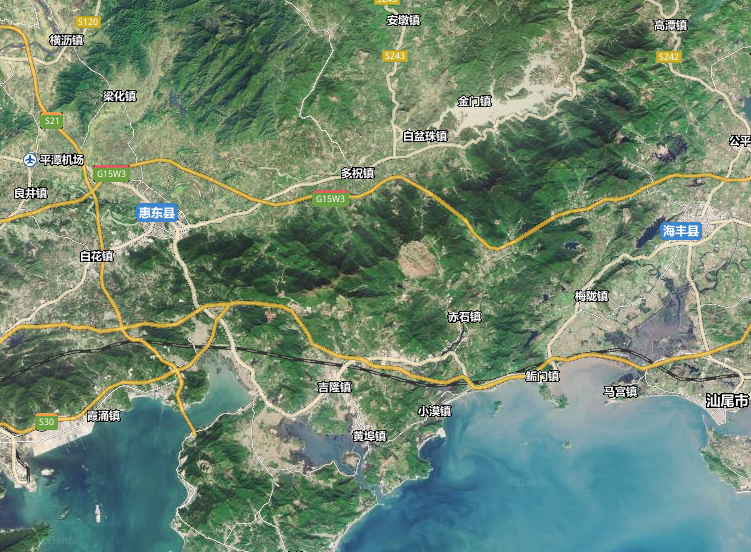 安墩镇
S120
高潭镇
横沥镇
S243
S242
梁化镇
金门镇
S21
白盆珠镇
公平
平潭机场
G15W3
多祝镇
良井镇
G15W3
惠东县
海丰县
白花镇
梅陇镇
赤石镇
鲘门镇
吉隆镇
马宫镇
汕尾市
霞涌镇
S30
小漠镇
黄埠镇